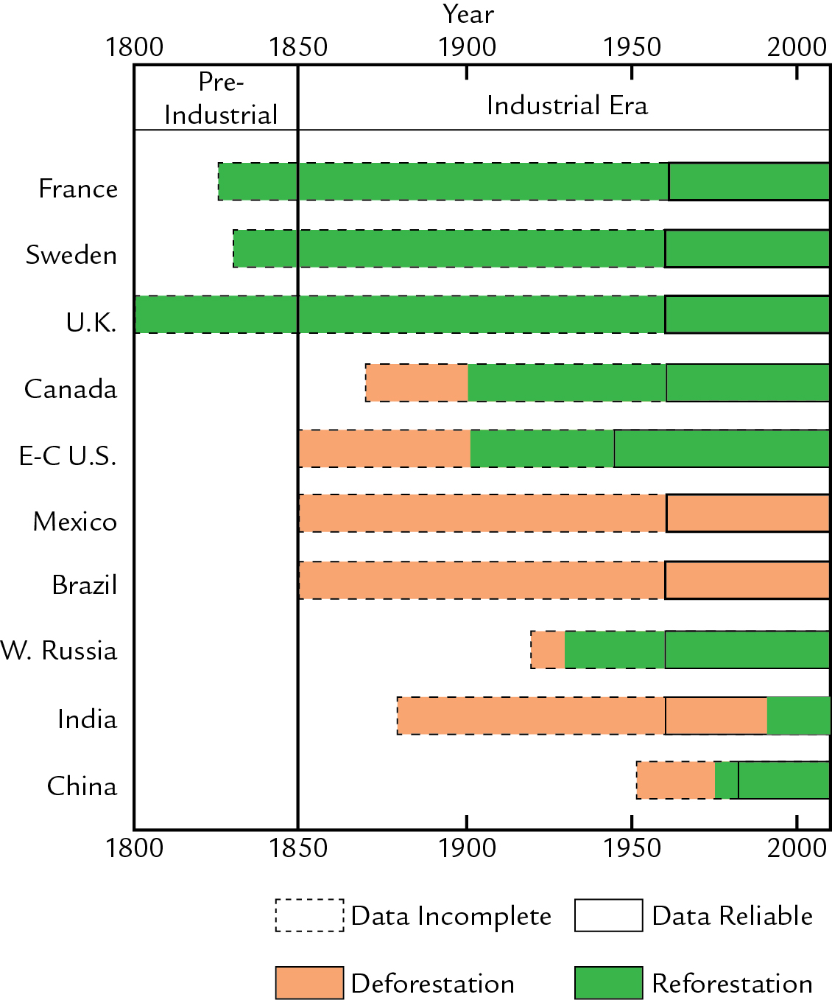 Year
1800 1850 1900 1950 2000
Pre-
Industrial
Industrial Era
France
Sweden
U.K.
Canada
E-C U.S.
Mexico
Brazil
W. Russia
India
China
1800 1850 1900 1950 2000
Data Incomplete Data Reliable
Deforestation Reforestation